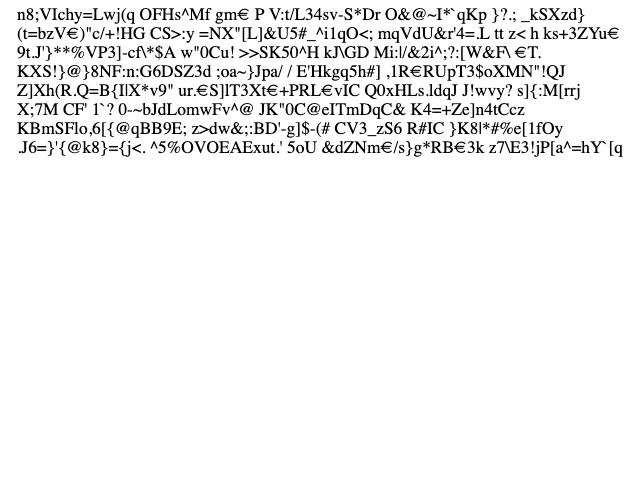 n8;VIchy=Lwj(q OFHs^Mf gm€ P V:t/L34sv-S*Dr O&@~I*`qKp }?.; _kSXzd}
(t=bzV€)"c/+!HG CS>:y =NX"[L]&U5#_^i1qO<; mqVdU&r'4=.L tt z< h ks+3ZYu€
9t.J'}**%VP3]-cf\*$A w"0Cu! >>SK50^H kJ\GD Mi:l/&2i^;?:[W&F\ €T.
KXS!}@}8NF:n:G6DSZ3d ;oa~}Jpa/ / E'Hkgq5h#] ,1R€RUpT3$oXMN"!QJ
Z]Xh(R.Q=B{IlX*v9" ur.€S]lT3Xt€+PRL€vIC Q0xHLs.ldqJ J!wvy? s]{:M[rrj
X;7M CF' 1`? 0-~bJdLomwFv^@ JK"0C@eITmDqC& K4=+Ze]n4tCcz
KBmSFlo,6[{@qBB9E; z>dw&;:BD'-g]$-(# CV3_zS6 R#IC }K8|*#%e[1fOy
.J6=}'{@k8}={j<. ^5%OVOEAExut.' 5oU &dZNm€/s}g*RB€3k z7\E3!jP[a^=hY`[q